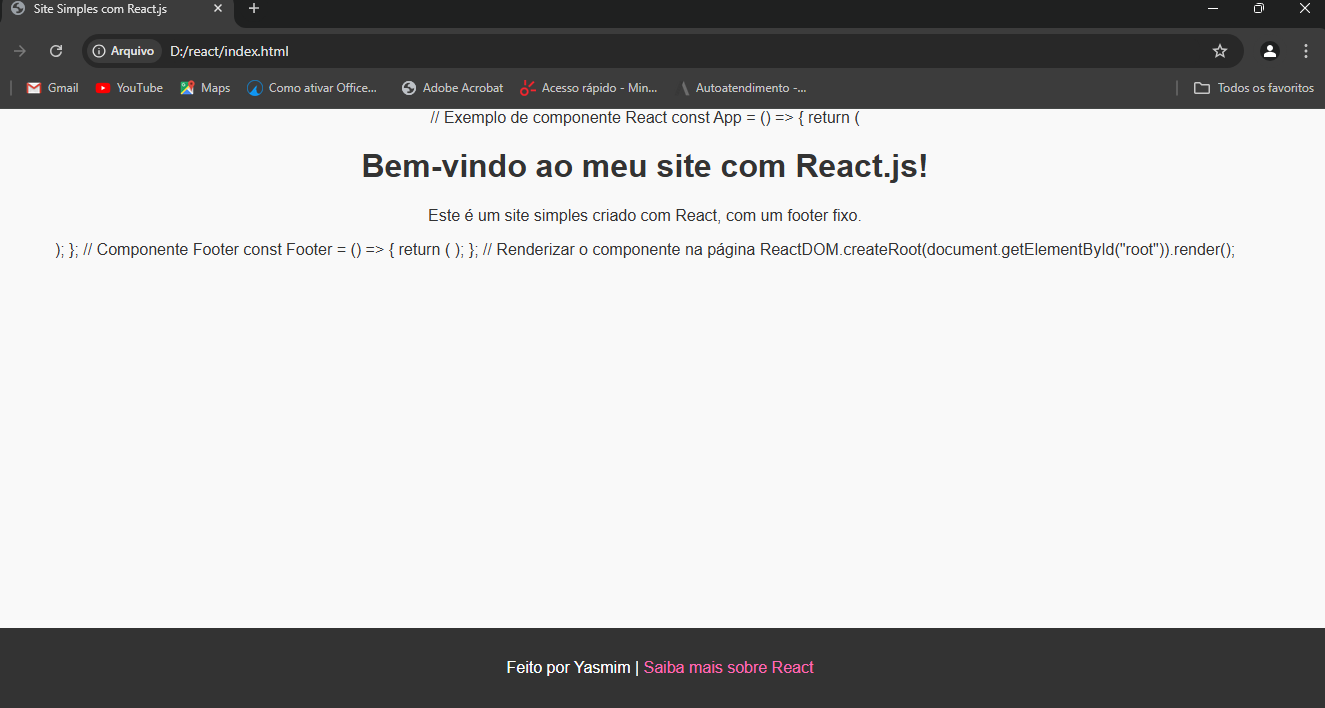 Site Simples com React.js
Arquivo D:/react/index.html
Gmail YouTube Maps Como ativar Office... Adobe Acrobat Acesso rápido - Min... Autoatendimento -... Todos os favoritos
// Exemplo de componente React const App = () => { return (
Bem-vindo ao meu site com React.js!
Este é um site simples criado com React, com um footer fixo.
); }; // Componente Footer const Footer = () => { return ( ); }; // Renderizar o componente na página ReactDOM.createRoot(document.getElementById("root")).render();
Feito por Yasmim | Saiba mais sobre React